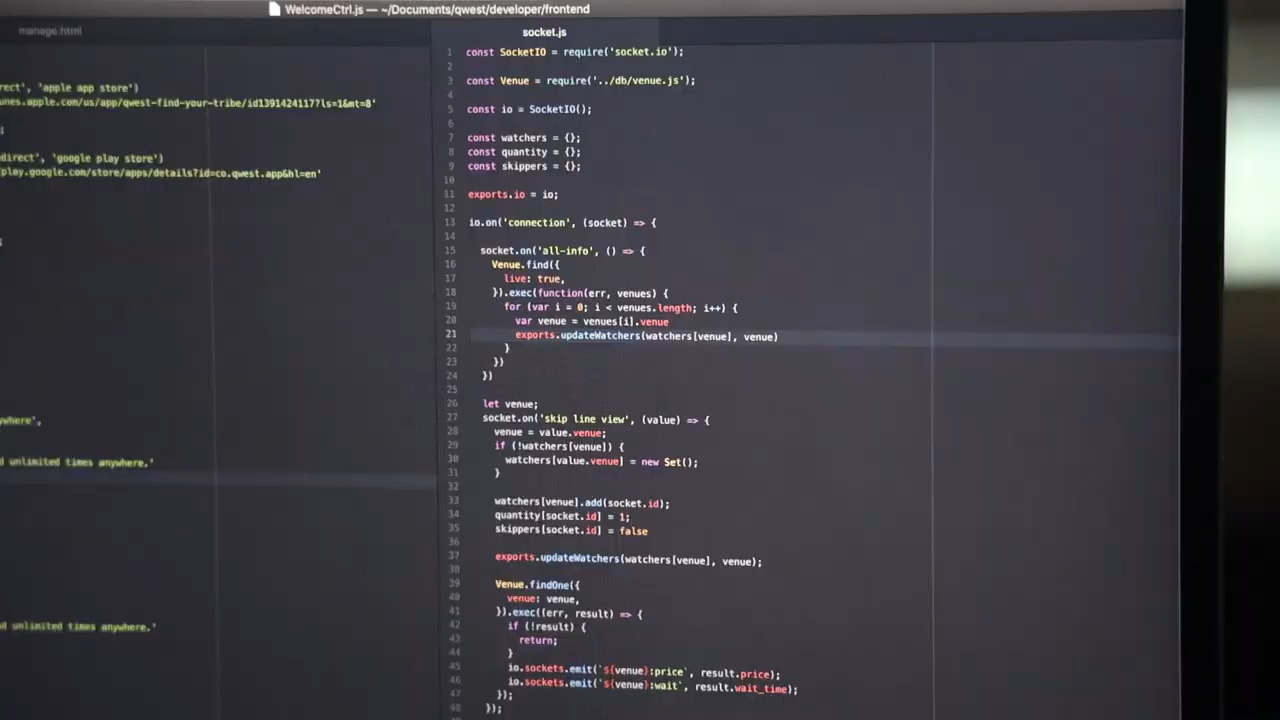 WelcomeCtrl.js — ~/Documents/qwest/developer/frontend
manage.html
rect', 'apple app store')
unes.apple.com/us/app/qwest-find-your-tribe/id1391424117?ls=1&mt=8'
;
direct', 'google play store')
play.google.com/store/apps/details?id=co.qwest.app&hl=en'
;
ywhere',
d unlimited times anywhere.'
d unlimited times anywhere.'
socket.js
1 const SocketIO = require('socket.io');
2
3 const Venue = require('../db/venue.js');
4
5 const io = SocketIO();
6
7 const watchers = {};
8 const quantity = {};
9 const skippers = {};
10
11 exports.io = io;
12
13 io.on('connection', (socket) => {
14
15 socket.on('all-info', () => {
16 Venue.find({
17 live: true,
18 }).exec(function(err, venues) {
19 for (var i = 0; i < venues.length; i++) {
20 var venue = venues[i].venue
21 exports.updateWatchers(watchers[venue], venue)
22 }
23 })
24 })
25
26 let venue;
27 socket.on('skip line view', (value) => {
28 venue = value.venue;
29 if (!watchers[venue]) {
30 watchers[value.venue] = new Set();
31 }
32
33 watchers[venue].add(socket.id);
34 quantity[socket.id] = 1;
35 skippers[socket.id] = false
36
37 exports.updateWatchers(watchers[venue], venue);
38
39 Venue.findOne({
40 venue: venue,
41 }).exec((err, result) => {
42 if (!result) {
43 return;
44 }
45 io.sockets.emit(`${venue}:price`, result.price);
46 io.sockets.emit(`${venue}:wait`, result.wait_time);
47 });
48 });